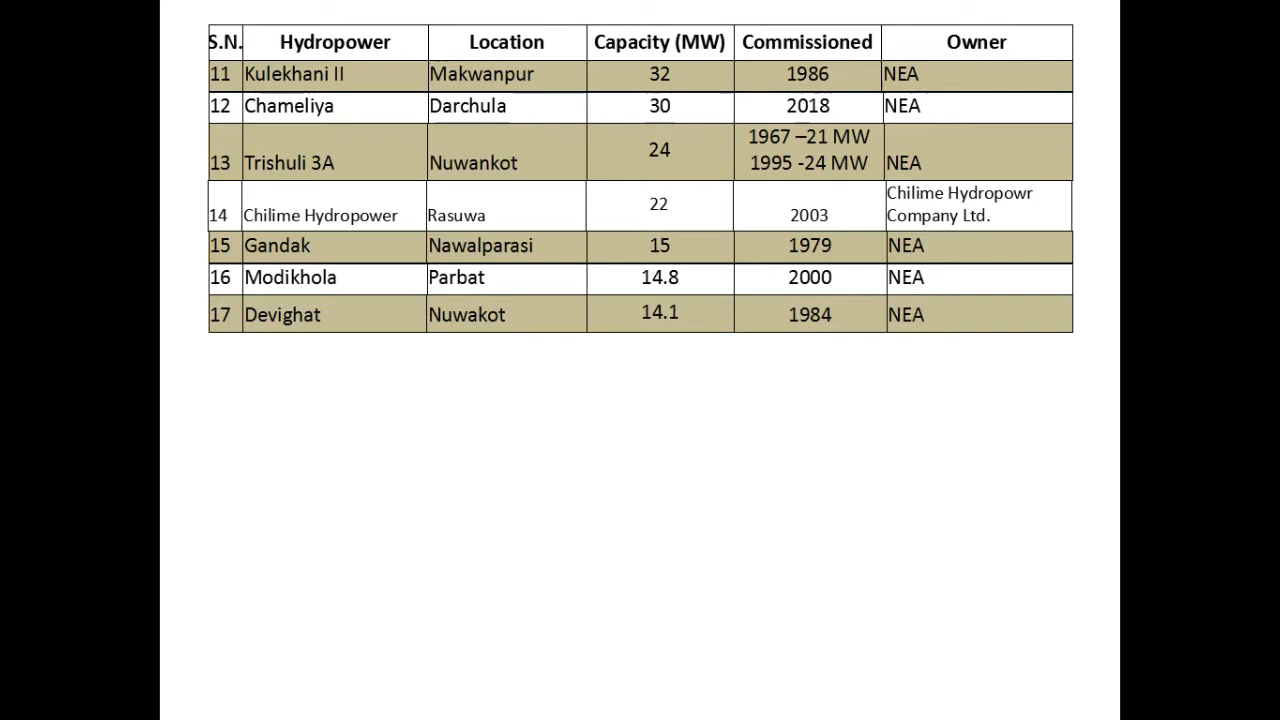 S.N. Hydropower Location Capacity (MW) Commissioned Owner
11 Kulekhani II Makwanpur 32 1986 NEA
12 Chameliya Darchula 30 2018 NEA
1967 –21 MW
13 Trishuli 3A Nuwankot 24 1995 -24 MW NEA
Chilime Hydropowr
14 Chilime Hydropower Rasuwa 22 2003 Company Ltd.
15 Gandak Nawalparasi 15 1979 NEA
16 Modikhola Parbat 14.8 2000 NEA
17 Devighat Nuwakot 14.1 1984 NEA